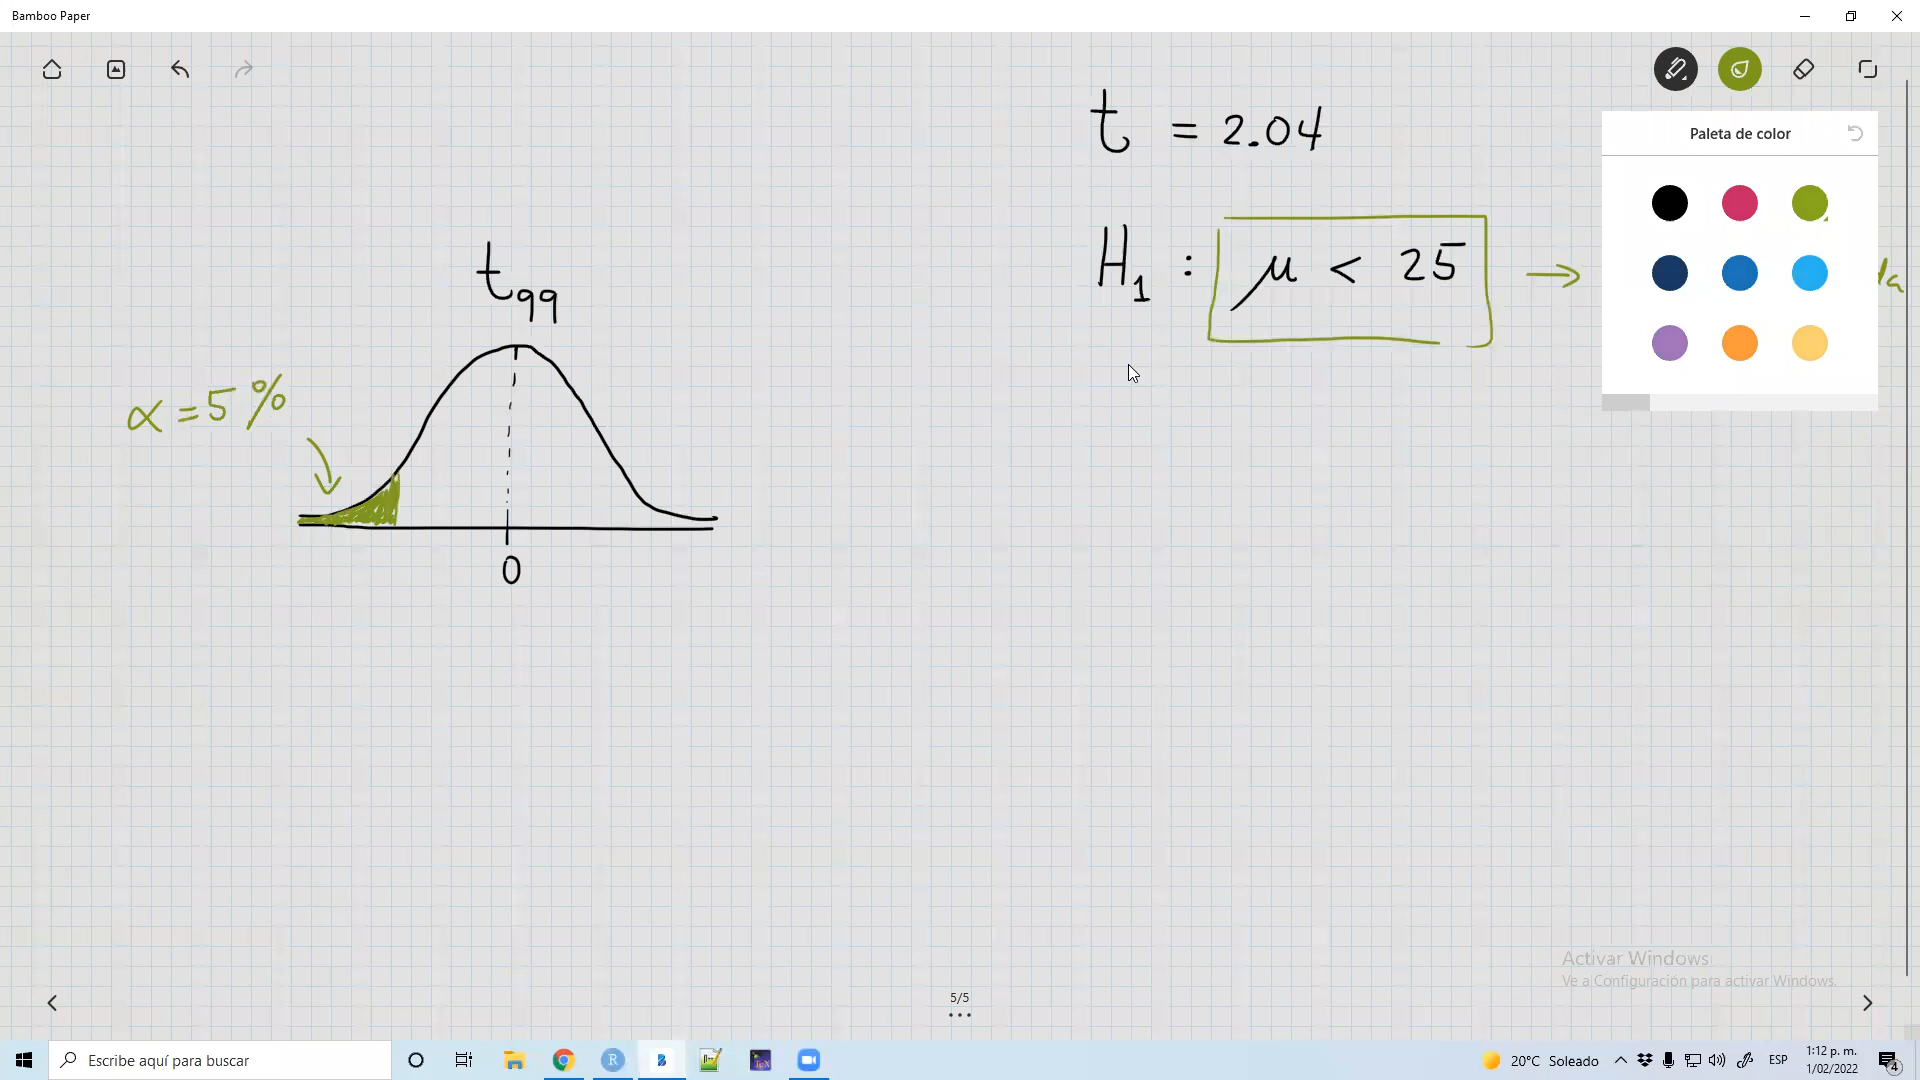 Bamboo Paper
t = 2.04
Paleta de color
H₁ : μ < 25 →
t₉₉
α = 5 %
0
Activar Windows
Ve a Configuración para activar Windows.
5/5
Escribe aquí para buscar
20°C Soleado
ESP
1:12 p. m.
1/02/2022
4